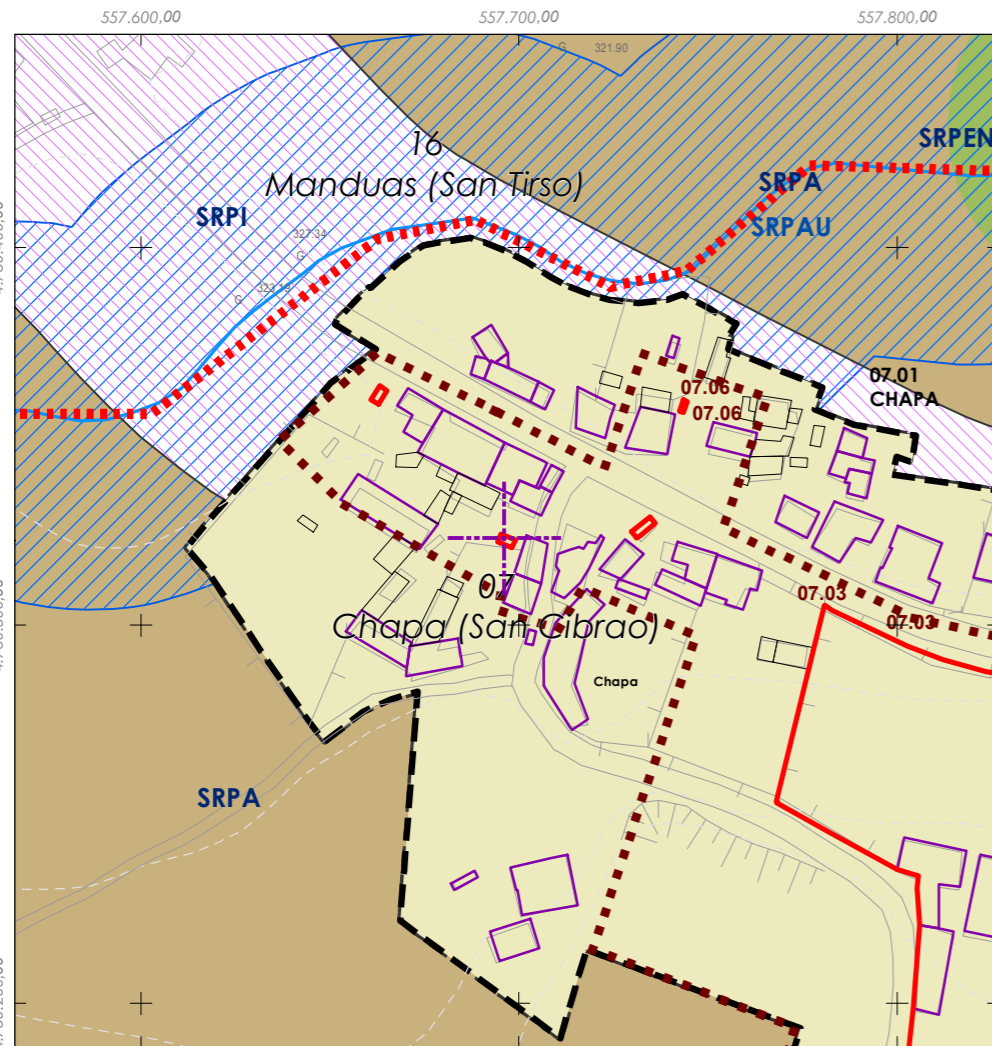 557.600,00
557.700,00
557.800,00
G
321.90
SRPEN
16
Manduas (San Tirso)
SRPA
SRPI
SRPAU
327.34
G
323.19
G
07.01
CHAPA
07.06
07.06
07
Chapa (San Cibrao)
07.03
07.03
Chapa
SRPA